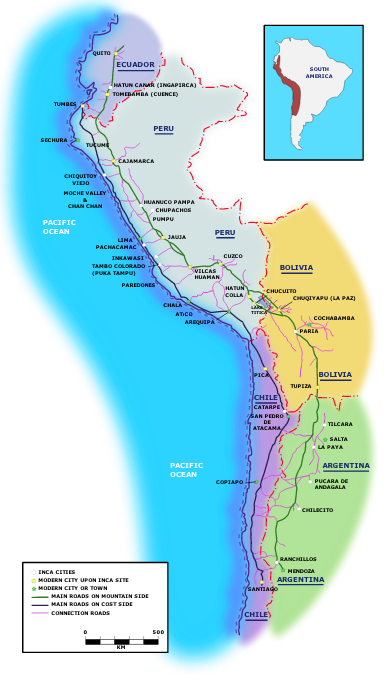 SOUTH
AMERICA
QUITO
ECUADOR
HATUN CANAR (INGAPIRCA)
TOMEBAMBA (CUENCE)
TUMBES
PERU
SECHURA
TUCUME
CAJAMARCA
CHIQUITOY
VIEJO
MOCHE VALLEY
&
CHAN CHAN
HUANUCO PAMPA
CHUPACHOS
PUMPU
PACIFIC
OCEAN
LIMA
JAUJA
PERU
PACHACAMAC
INKAWASI
TAMBO COLORADO
(PUKA TAMPU)
CUZCO
VILCAS
HUAMAN
BOLIVIA
PAREDONES
HATUN
COLLA
CHUCUITO
CHUQIYAPU (LA PAZ)
LAKE
TITICA
CHALA
ATICO
AREQUIPA
COCHABAMBA
PARIA
PICA
BOLIVIA
TUPIZA
CHILE
CATARPE
SAN PEDRO
DE
ATACAMA
TILCARA
SALTA
LA PAYA
PACIFIC
OCEAN
ARGENTINA
COPIAPO
PUCARA DE
ANDAGALA
CHILECITO
RANCHILLOS
MENDOZA
ARGENTINA
SANTIAGO
CHILE
INCA CITIES
MODERN CITY UPON INCA SITE
MODERN CITY OR TOWN
MAIN ROADS ON MOUNTAIN SIDE
MAIN ROADS ON COST SIDE
CONNECTION ROADS
0 500
KM